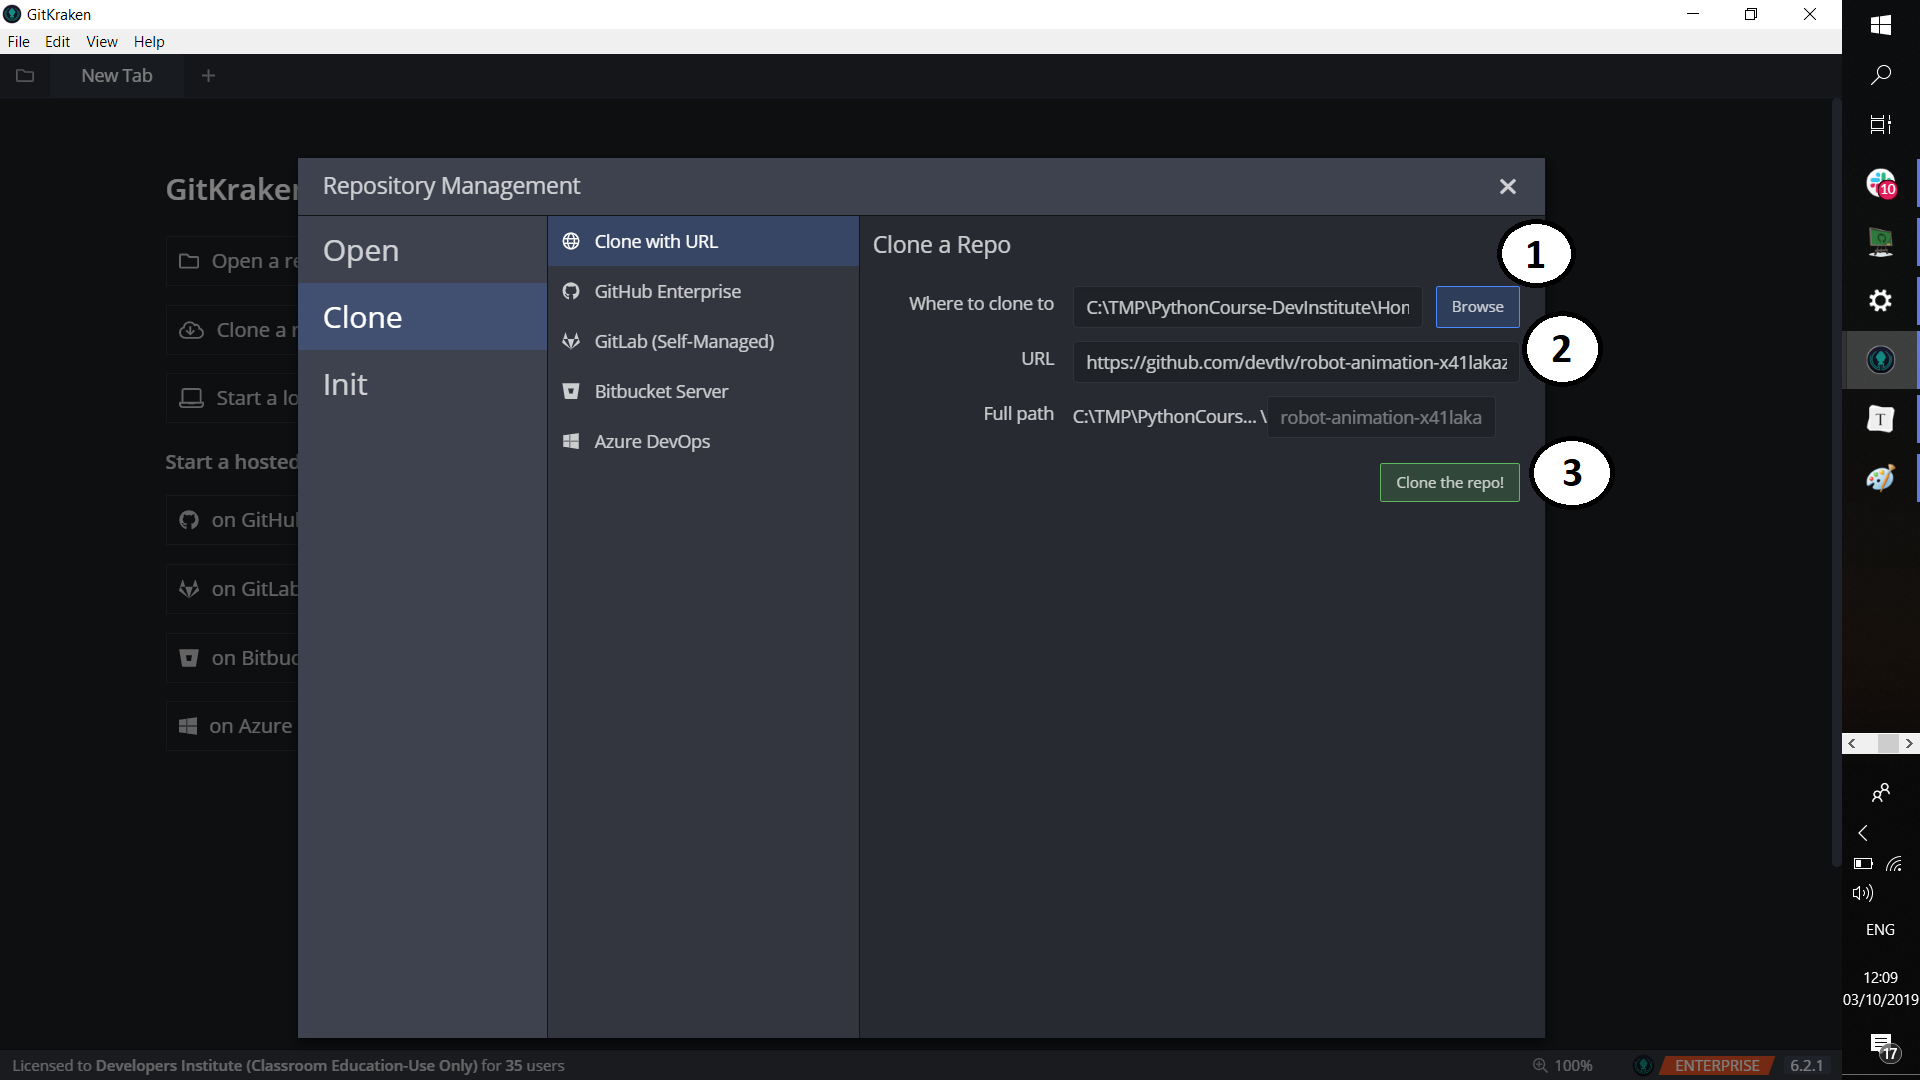 GitKraken
File Edit View Help
New Tab
GitKraken
Open a re
Clone a r
Start a lo
Start a hosted
on GitHu
on GitLab
on Bitbuc
on Azure
Repository Management
Open
Clone
Init
Clone with URL
GitHub Enterprise
GitLab (Self-Managed)
Bitbucket Server
Azure DevOps
Clone a Repo
1
Where to clone to C:\TMP\PythonCourse-DevInstitute\Hon Browse
2
URL https://github.com/devtlv/robot-animation-x41lakaz
Full path C:\TMP\PythonCours... \ robot-animation-x41laka
Clone the repo!
3
10
T
ENG
12:09
03/10/2019
17
Licensed to Developers Institute (Classroom Education-Use Only) for 35 users
100%
ENTERPRISE
6.2.1